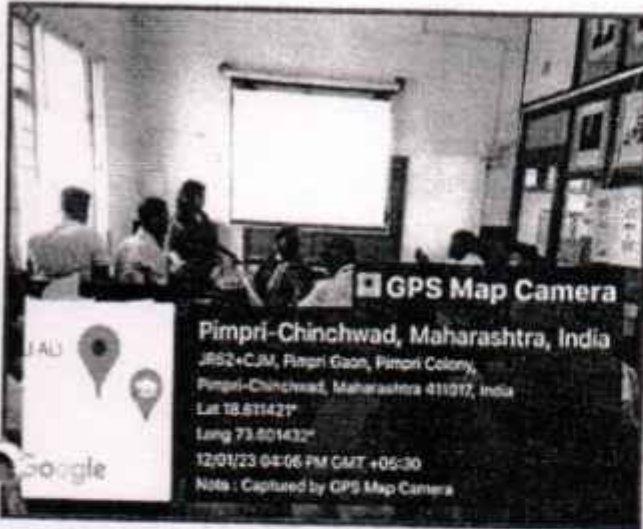 GPS Map Camera
Pimpri-Chinchwad, Maharashtra, India
JR62+CJM, Pimpri Gaon, Pimpri Colony,
Pimpri-Chinchwad, Maharashtra 411017, India
Lat 18.611421°
Long 73.801432°
12/01/23 04:06 PM GMT +05:30
Note : Captured by GPS Map Camera
ALI
Google